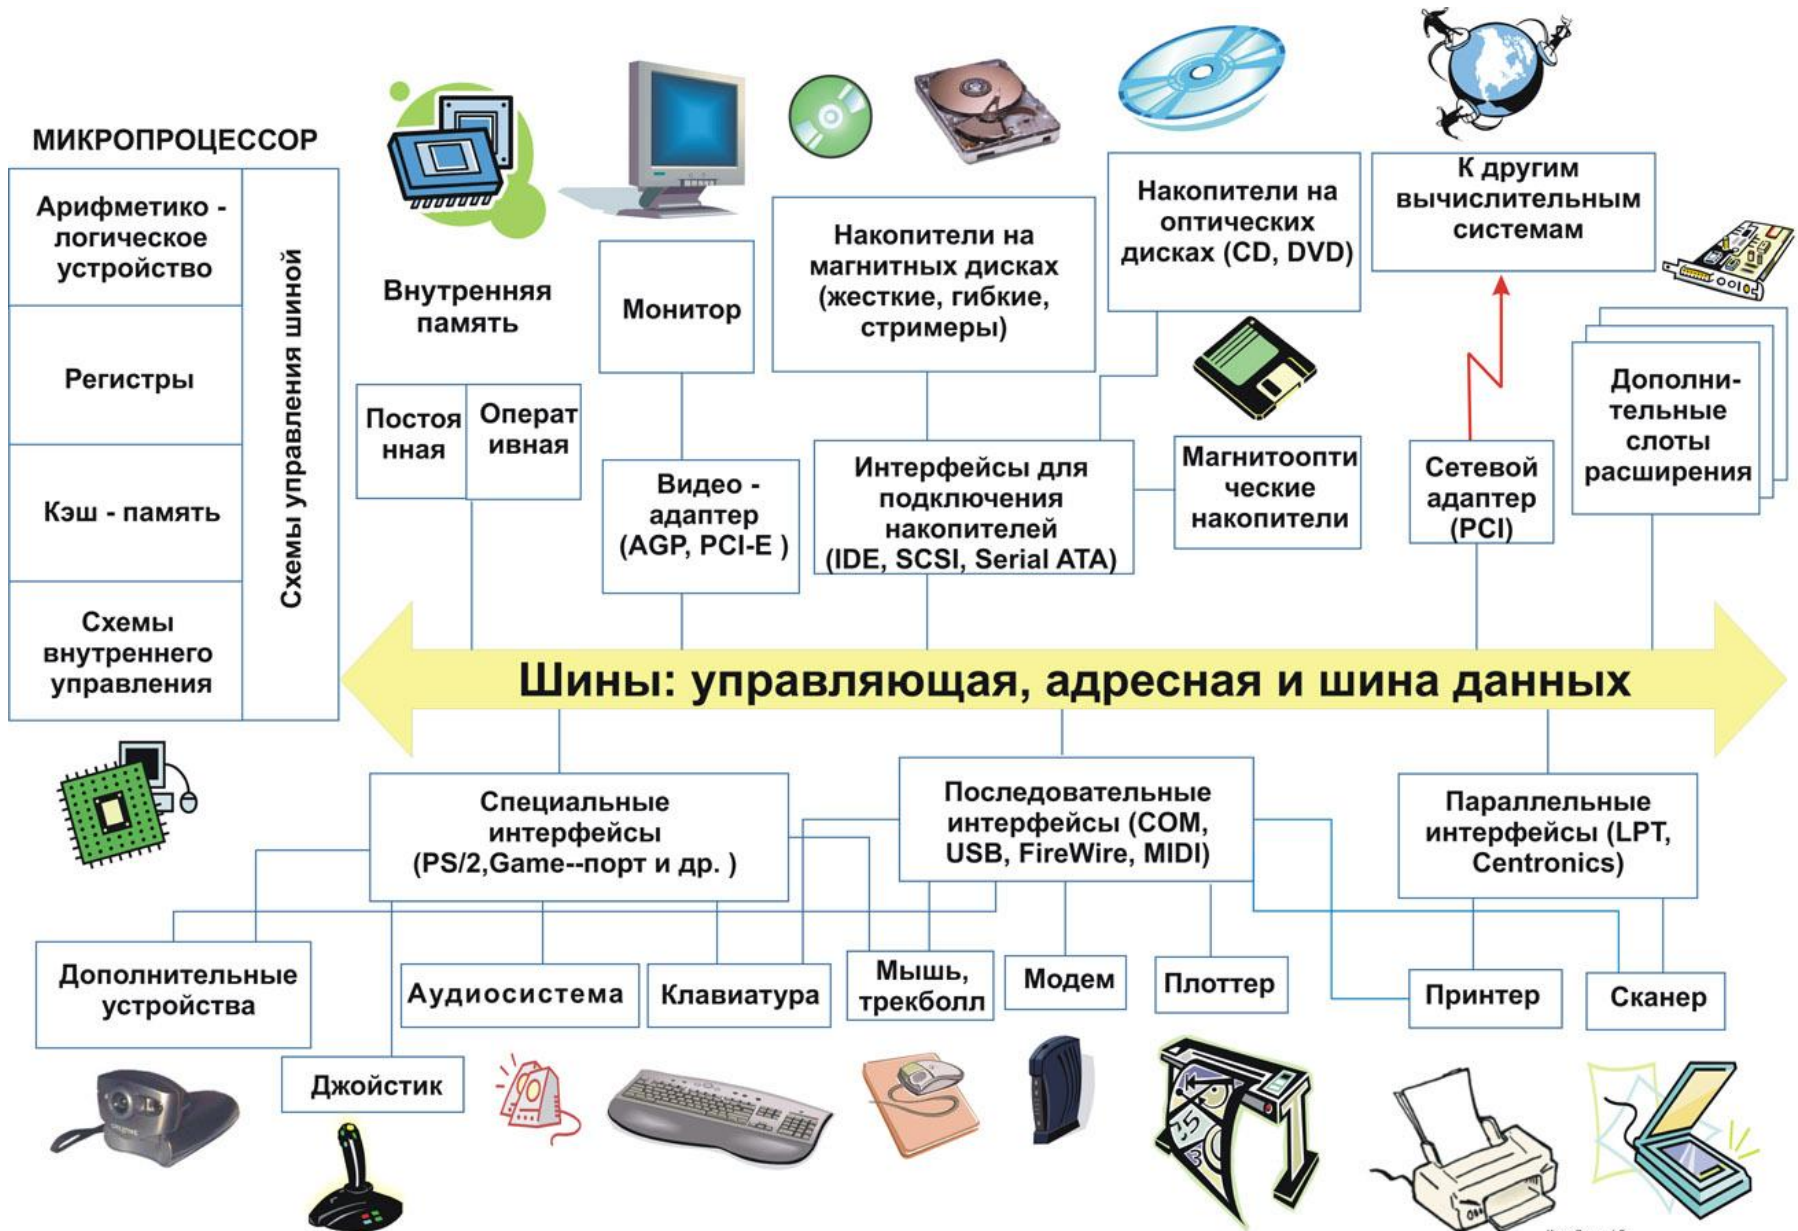 МИКРОПРОЦЕССОР
Арифметико -
логическое
устройство
Регистры
Кэш - память
Схемы
внутреннего
управления
Схемы управления шиной
Внутренняя
память
Постоя
нная
Операт
ивная
Монитор
Видео -
адаптер
(AGP, PCI-E )
Накопители на
магнитных дисках
(жесткие, гибкие,
стримеры)
Накопители на
оптических
дисках (CD, DVD)
Интерфейсы для
подключения
накопителей
(IDE, SCSI, Serial ATA)
Магнитоопти
ческие
накопители
К другим
вычислительным
системам
Сетевой
адаптер
(PCI)
Дополни-
тельные
слоты
расширения
Шины: управляющая, адресная и шина данных
Специальные
интерфейсы
(PS/2,Game--порт и др. )
Последовательные
интерфейсы (COM,
USB, FireWire, MIDI)
Параллельные
интерфейсы (LPT,
Centronics)
Дополнительные
устройства
Джойстик
Аудиосистема
Клавиатура
Мышь,
трекболл
Модем
Плоттер
Принтер
Сканер